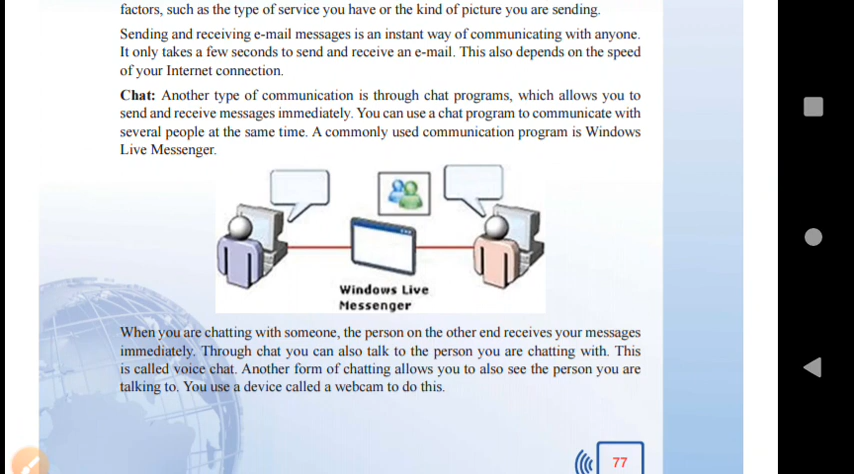 factors, such as the type of service you have or the kind of picture you are sending.
Sending and receiving e-mail messages is an instant way of communicating with anyone.
It only takes a few seconds to send and receive an e-mail. This also depends on the speed
of your Internet connection.
Chat: Another type of communication is through chat programs, which allows you to
send and receive messages immediately. You can use a chat program to communicate with
several people at the same time. A commonly used communication program is Windows
Live Messenger.
Windows Live
Messenger
When you are chatting with someone, the person on the other end receives your messages
immediately. Through chat you can also talk to the person you are chatting with. This
is called voice chat. Another form of chatting allows you to also see the person you are
talking to. You use a device called a webcam to do this.
77